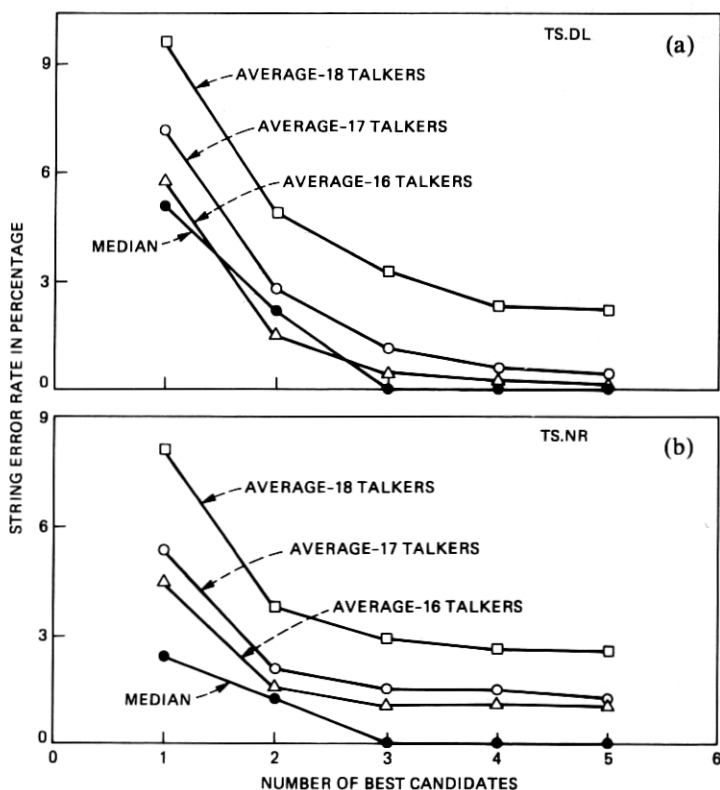 TS.DL
(a)
9
AVERAGE-18 TALKERS
AVERAGE-17 TALKERS
6
AVERAGE-16 TALKERS
MEDIAN
3
0
STRING ERROR RATE IN PERCENTAGE
9
TS.NR
(b)
AVERAGE-18 TALKERS
6
AVERAGE-17 TALKERS
AVERAGE-16 TALKERS
3
MEDIAN
0
0 1 2 3 4 5 6
NUMBER OF BEST CANDIDATES